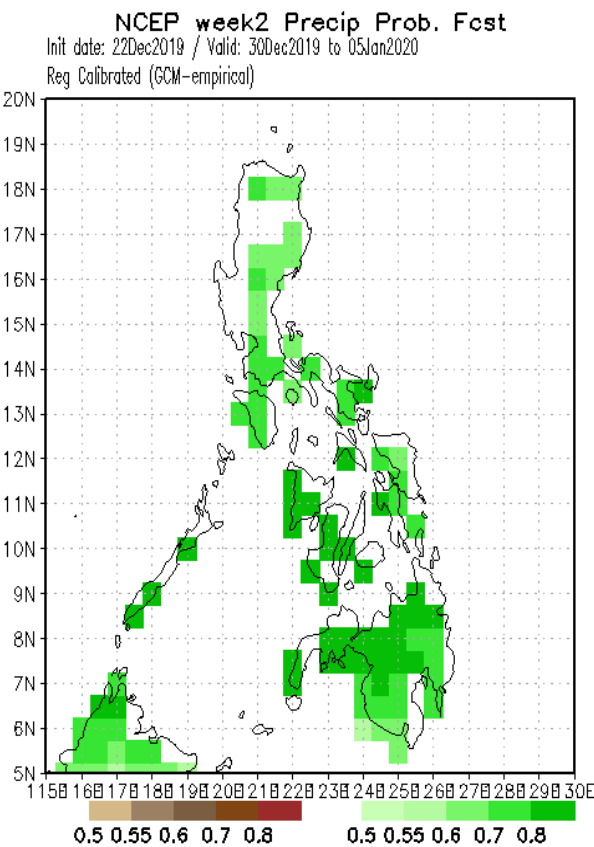 NCEP week2 Precip Prob. Fcst
Init date: 22Dec2019 / Valid: 30Dec2019 to 05Jan2020
Reg Calibrated (GCM-empirical)
20N
19N
18N
17N
16N
15N
14N
13N
12N
11N
10N
9N
8N
7N
6N
5N
115E 116E 117E 118E 119E 120E 121E 122E 123E 124E 125E 126E 127E 128E 129E 130E
0.5 0.55 0.6 0.7 0.8 0.5 0.55 0.6 0.7 0.8